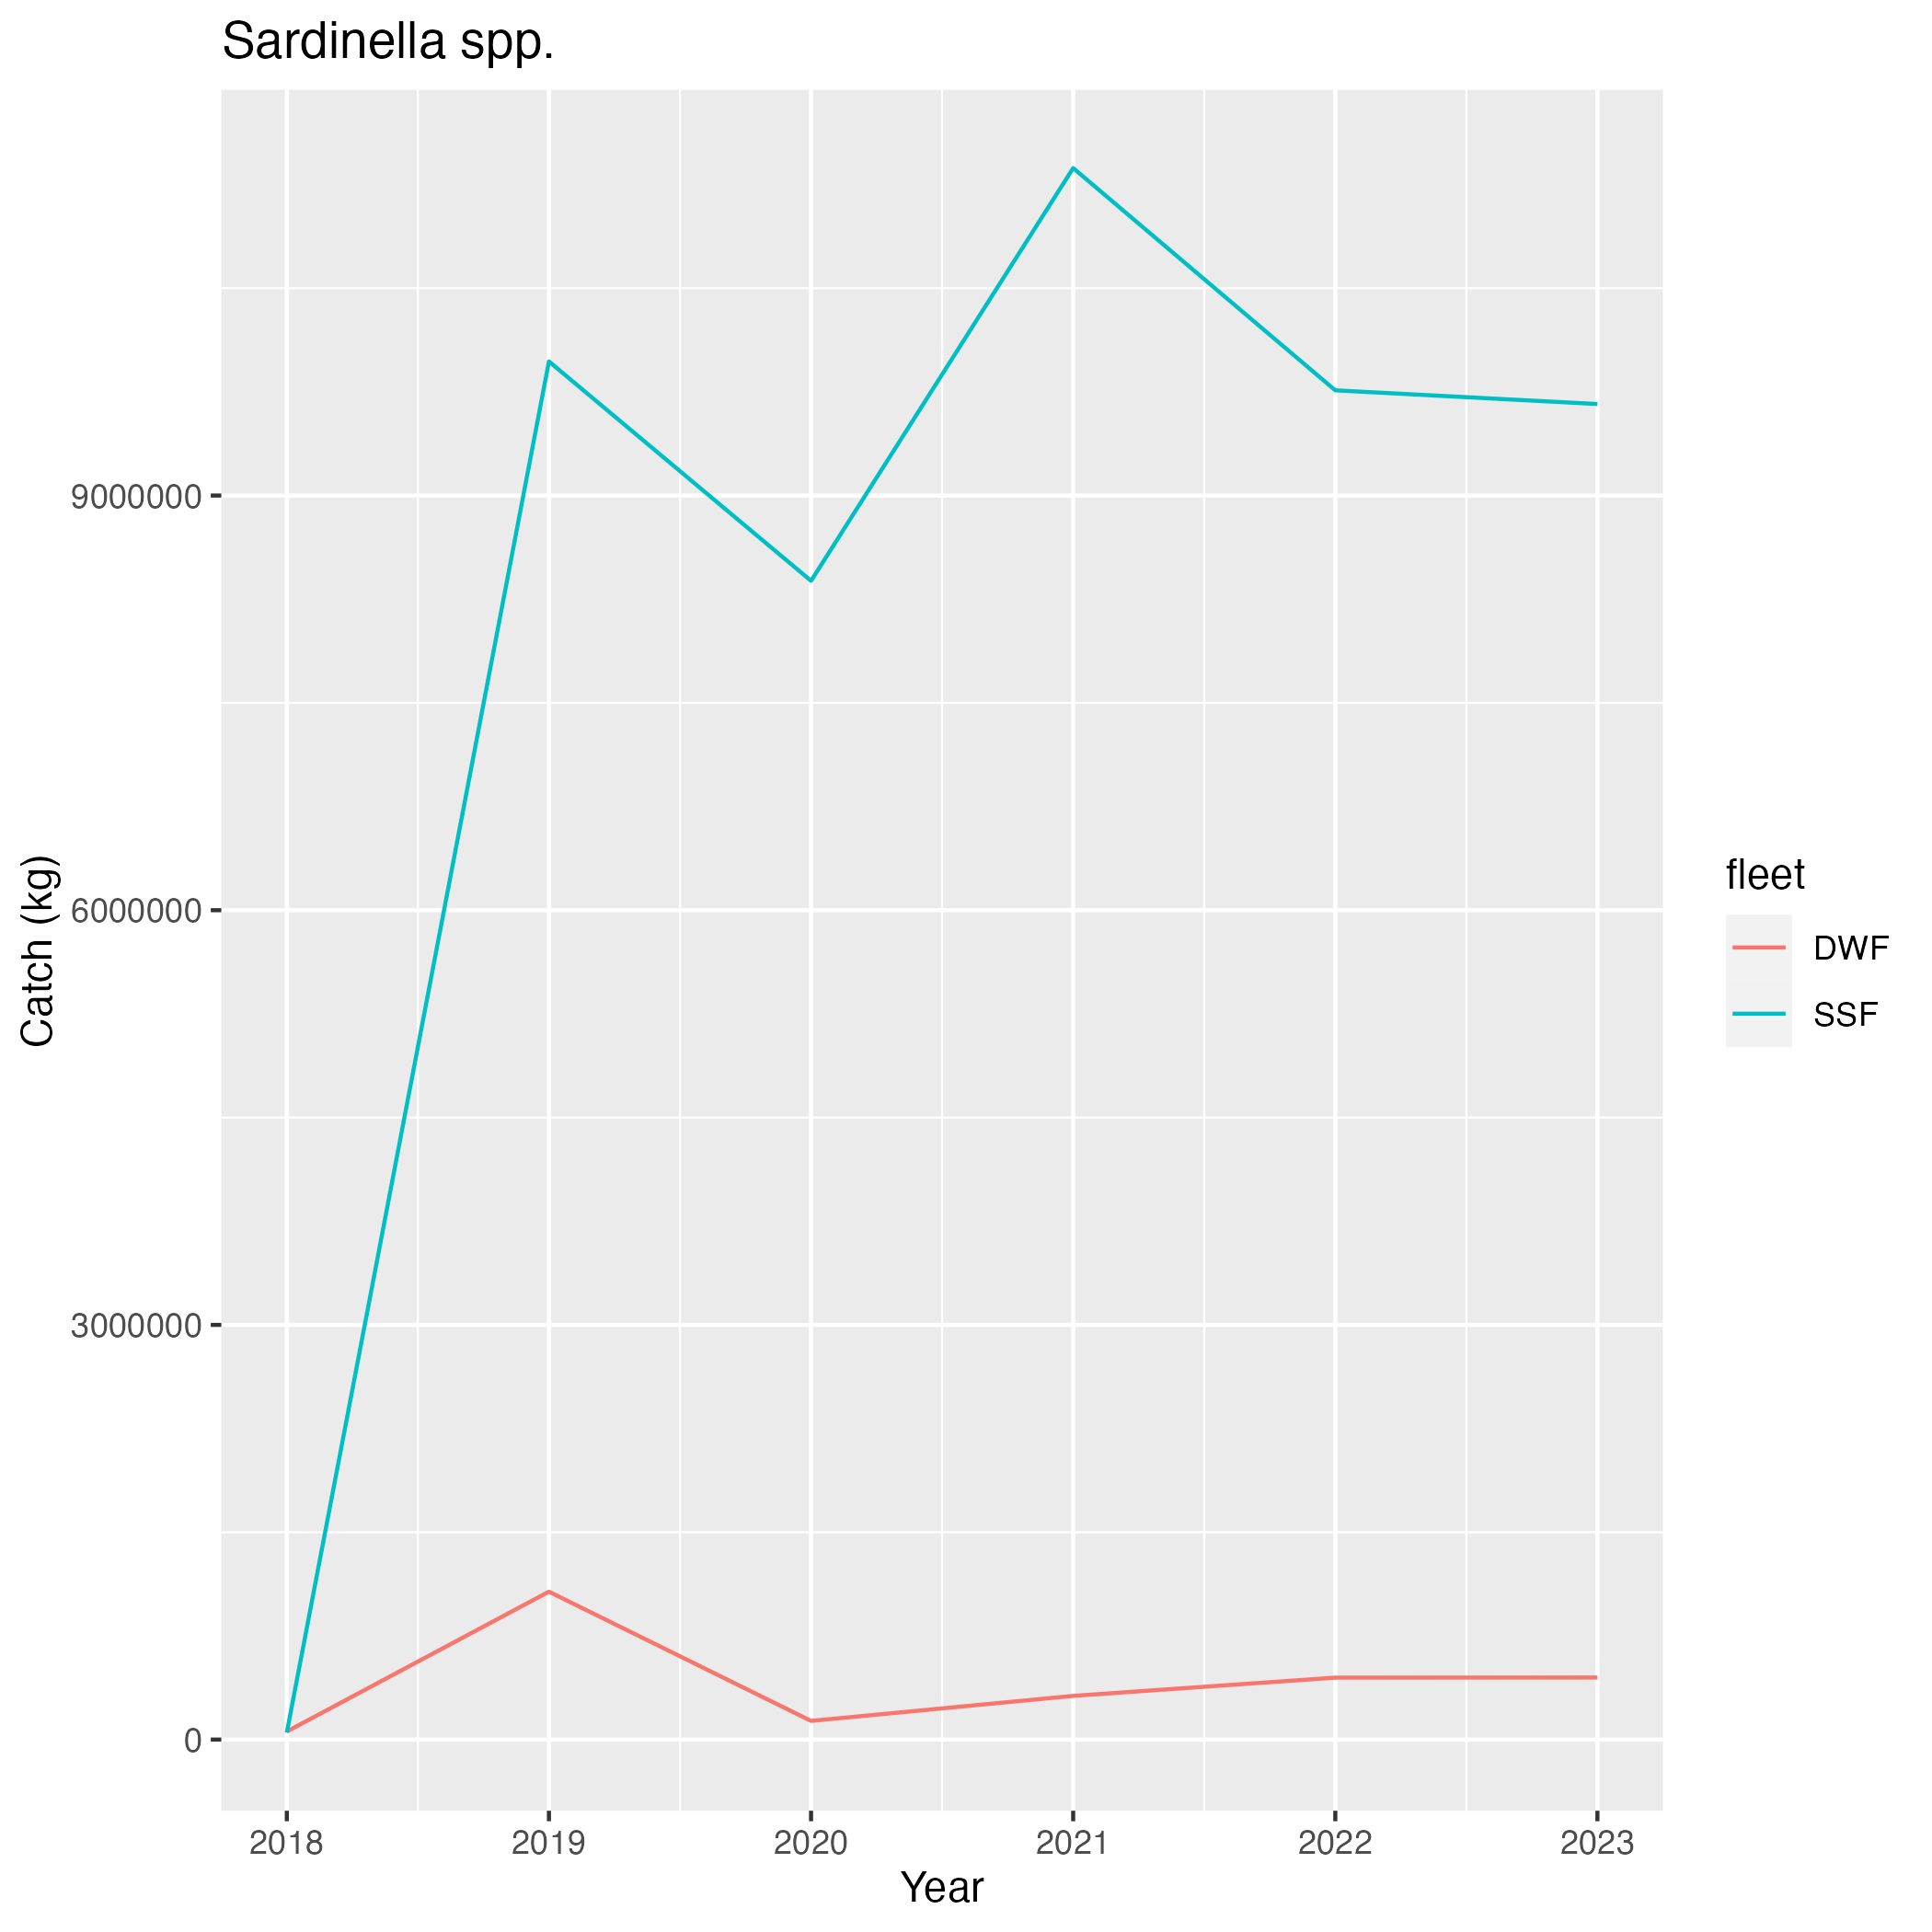 Sardinella spp.
Catch (kg)
9000000
6000000
3000000
0
2018
2019
2020
2021
2022
2023
Year
fleet
DWF
SSF